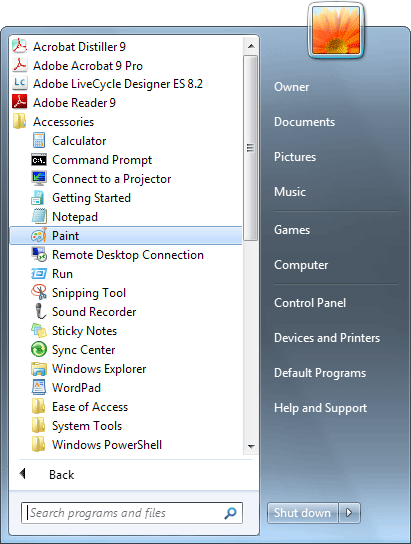 Acrobat Distiller 9
Adobe Acrobat 9 Pro
Adobe LiveCycle Designer ES 8.2
Adobe Reader 9
Accessories
Calculator
Command Prompt
Connect to a Projector
Getting Started
Notepad
Paint
Remote Desktop Connection
Run
Snipping Tool
Sound Recorder
Sticky Notes
Sync Center
Windows Explorer
WordPad
Ease of Access
System Tools
Windows PowerShell
Back
Search programs and files
Owner
Documents
Pictures
Music
Games
Computer
Control Panel
Devices and Printers
Default Programs
Help and Support
Shut down